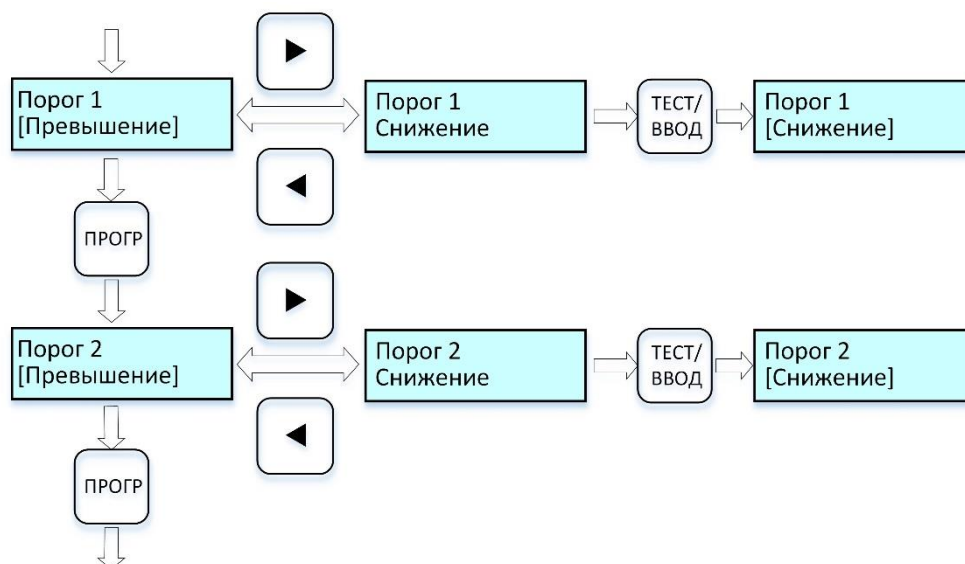 Порог 1
[Превышение]
Порог 1
Снижение
ТЕСТ/
ВВОД
Порог 1
[Снижение]
ПРОГР
Порог 2
[Превышение]
Порог 2
Снижение
ТЕСТ/
ВВОД
Порог 2
[Снижение]
ПРОГР